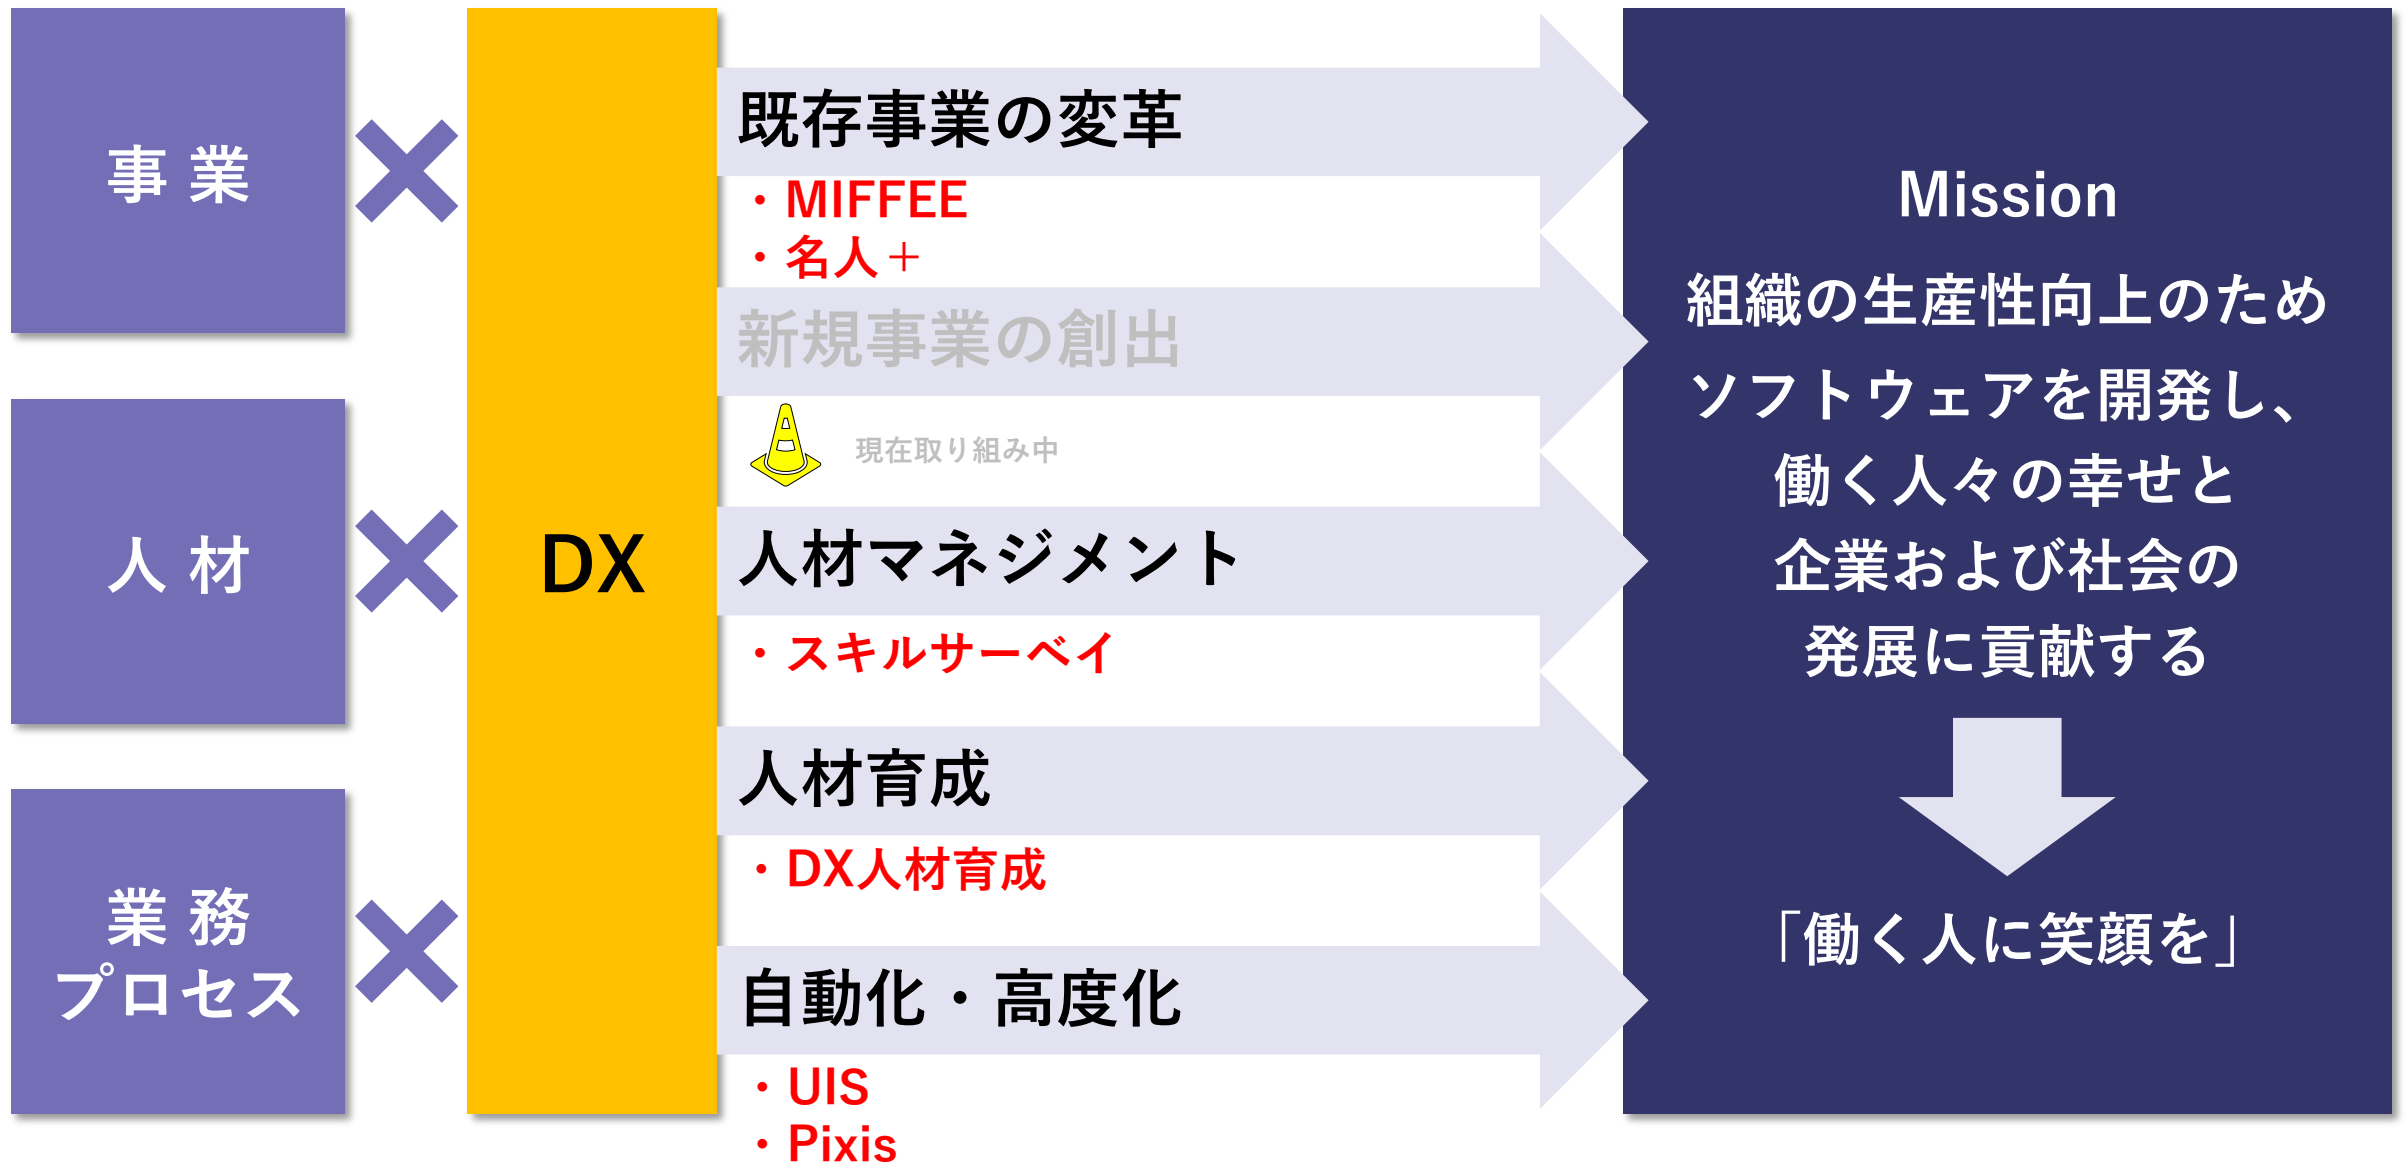 事業
人材
業務
プロセス
DX
既存事業の変革
・MIFFEE
・名人＋
新規事業の創出
現在取り組み中
人材マネジメント
・スキルサーベイ
人材育成
・DX人材育成
自動化・高度化
・UIS
・Pixis
Mission
組織の生産性向上のため
ソフトウェアを開発し、
働く人々の幸せと
企業および社会の
発展に貢献する
「働く人に笑顔を」